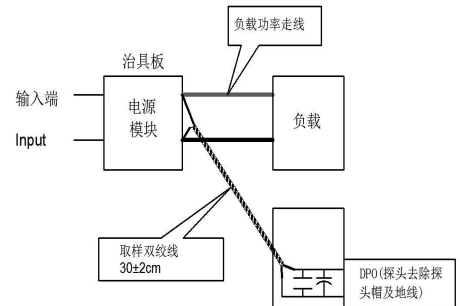 负载功率走线
治具板
输入端
电源
模块
负载
Input
取样双绞线
30±2cm
DPO(探头去除探
头帽及地线)